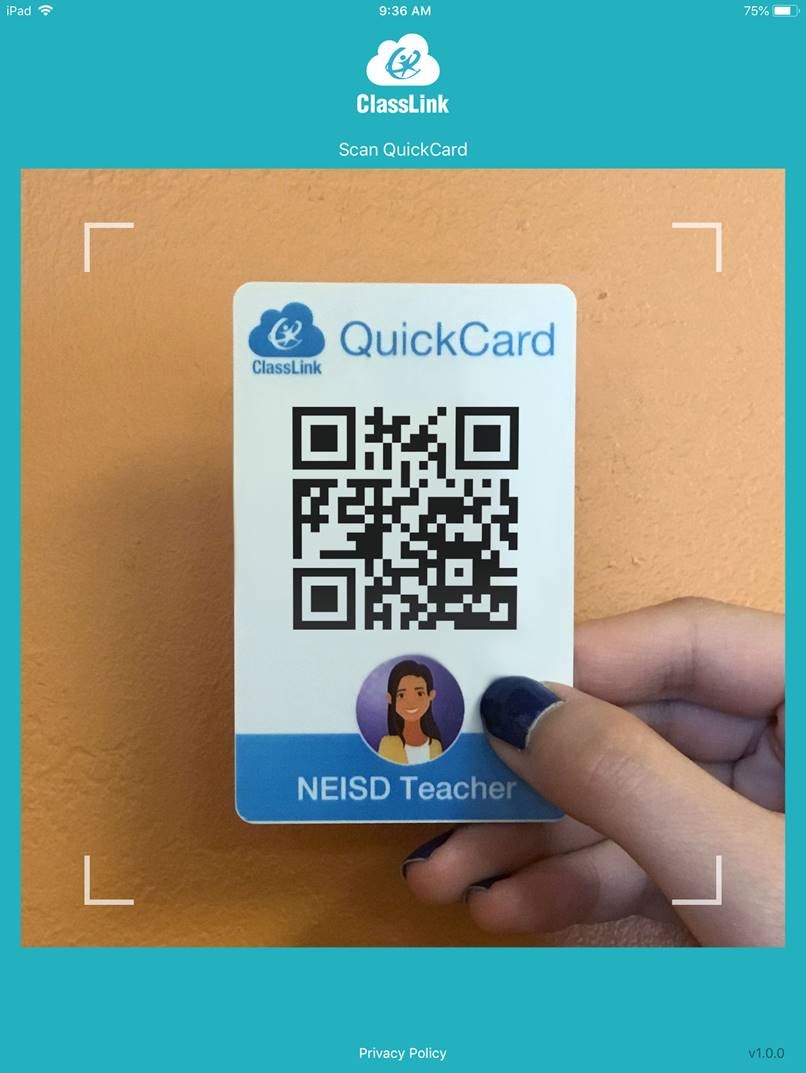 iPad 9:36 AM 75%
ClassLink
Scan QuickCard
QuickCard
ClassLink
NEISD Teacher
Privacy Policy v1.0.0